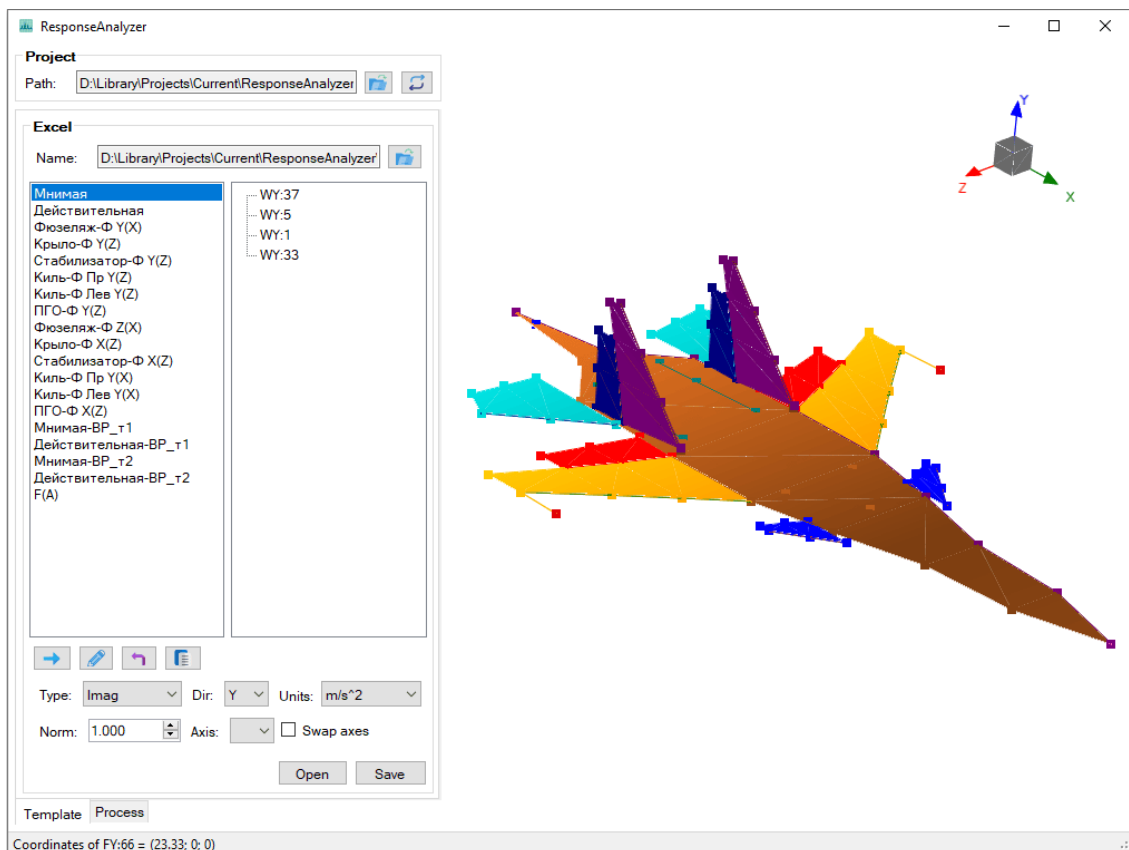 ResponseAnalyzer
Project
Path: D:\Library\Projects\Current\ResponseAnalyzer
Excel
Name: D:\Library\Projects\Current\ResponseAnalyzer\
Мнимая
Действительная
Фюзеляж-Ф Y(X)
Крыло-Ф Y(Z)
Стабилизатор-Ф Y(Z)
Киль-Ф Пр Y(Z)
Киль-Ф Лев Y(Z)
ПГО-Ф Y(Z)
Фюзеляж-Ф Z(X)
Крыло-Ф X(Z)
Стабилизатор-Ф X(Z)
Киль-Ф Пр Y(X)
Киль-Ф Лев Y(X)
ПГО-Ф X(Z)
Мнимая-ВР_т1
Действительная-ВР_т1
Мнимая-ВР_т2
Действительная-ВР_т2
F(A)
WY:37
WY:5
WY:1
WY:33
Type: Imag Dir: Y Units: m/s^2
Norm: 1.000 Axis: Swap axes
Open Save
Template Process
Coordinates of FY:66 = (23.33; 0; 0)
Y
Z
X